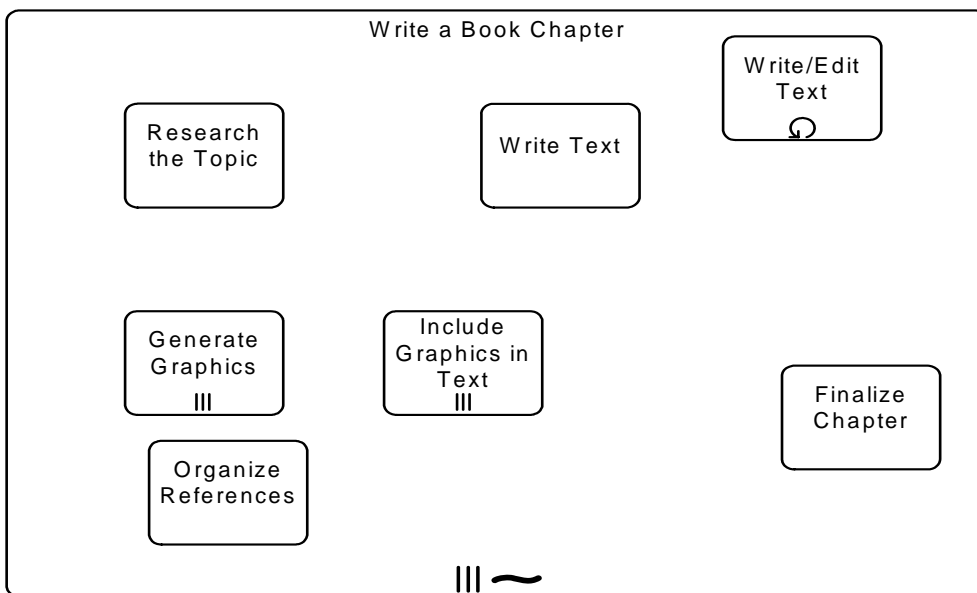 Write a Book Chapter
Write/Edit
Text
Research
the Topic
Write Text
Generate
Graphics
Include
Graphics in
Text
Finalize
Chapter
Organize
References